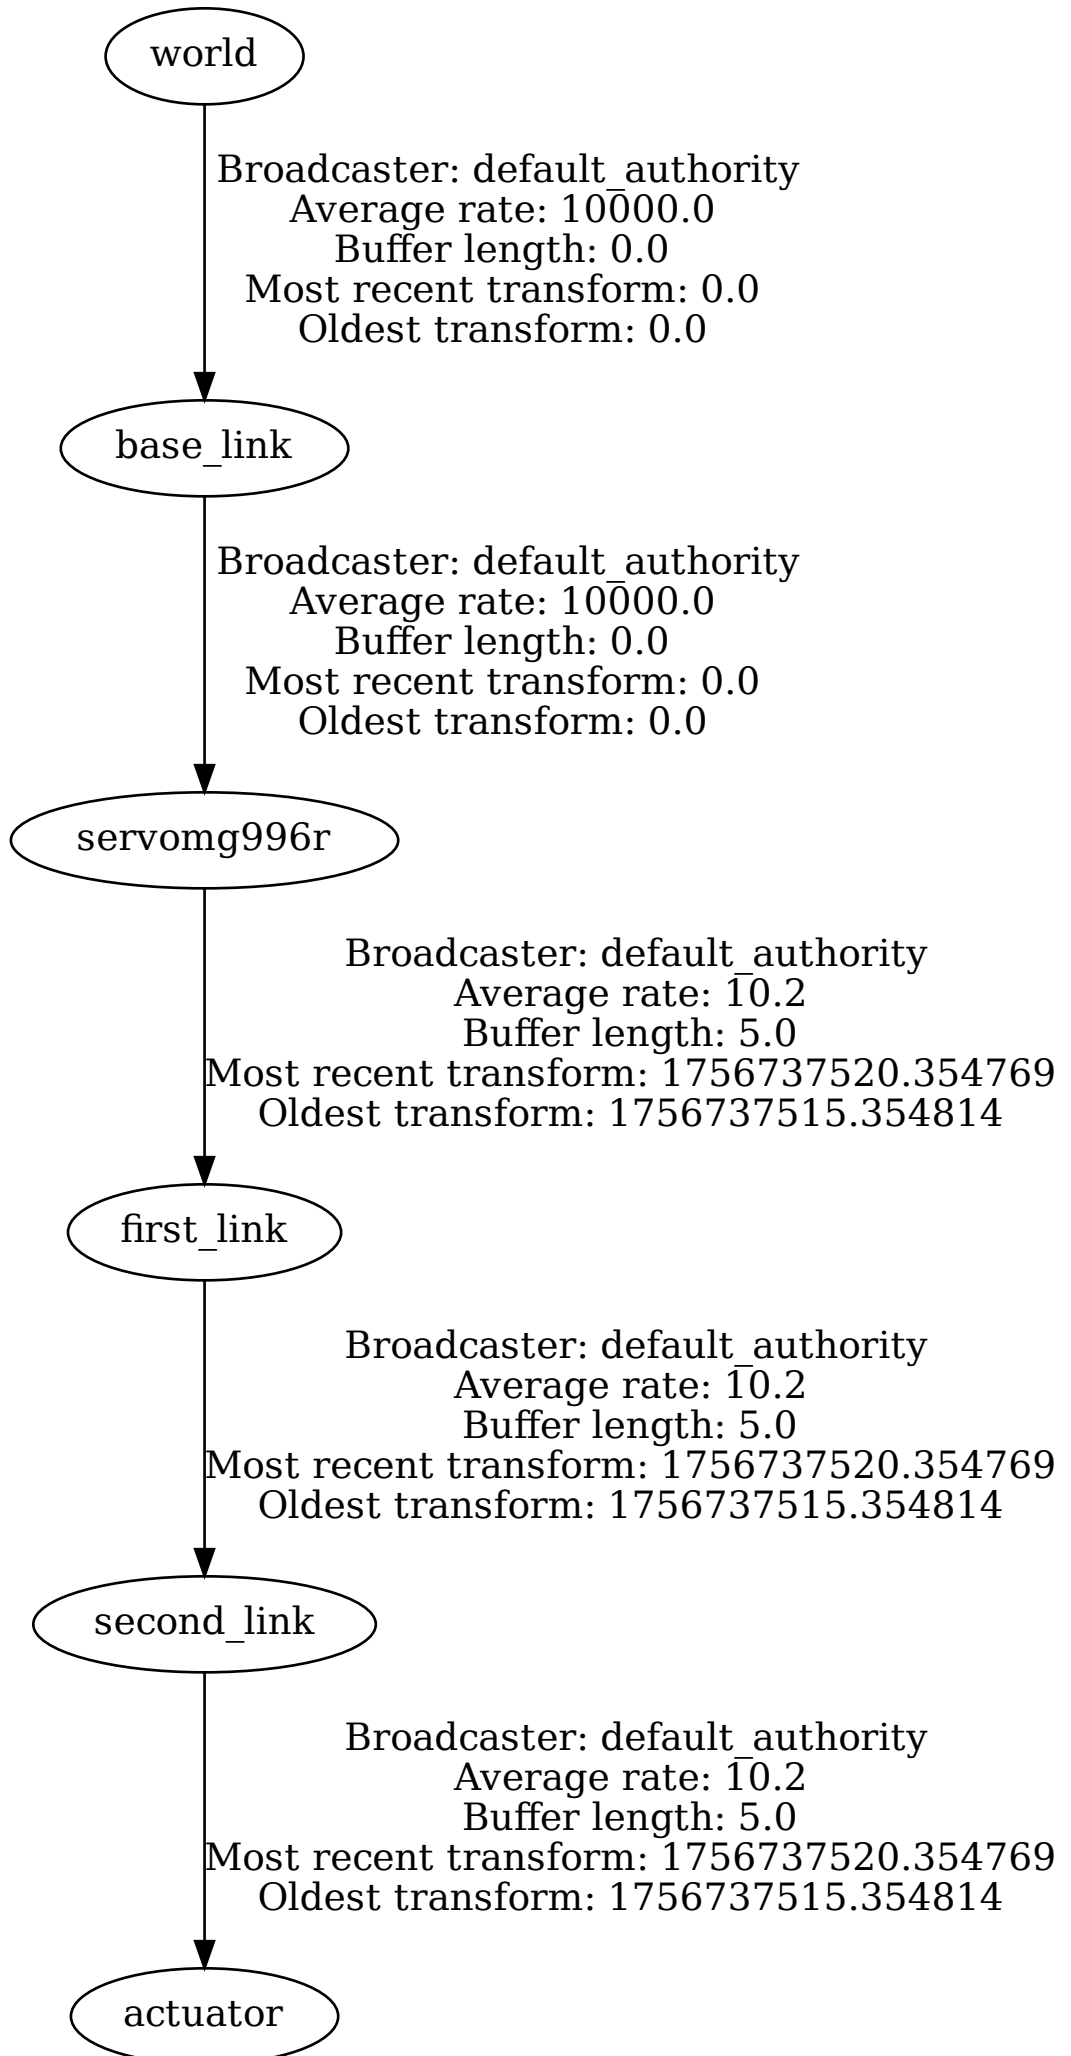 world
Broadcaster: default_authority
Average rate: 10000.0
Buffer length: 0.0
Most recent transform: 0.0
Oldest transform: 0.0
base_link
Broadcaster: default_authority
Average rate: 10000.0
Buffer length: 0.0
Most recent transform: 0.0
Oldest transform: 0.0
servomg996r
Broadcaster: default_authority
Average rate: 10.2
Buffer length: 5.0
Most recent transform: 1756737520.354769
Oldest transform: 1756737515.354814
first_link
Broadcaster: default_authority
Average rate: 10.2
Buffer length: 5.0
Most recent transform: 1756737520.354769
Oldest transform: 1756737515.354814
second_link
Broadcaster: default_authority
Average rate: 10.2
Buffer length: 5.0
Most recent transform: 1756737520.354769
Oldest transform: 1756737515.354814
actuator